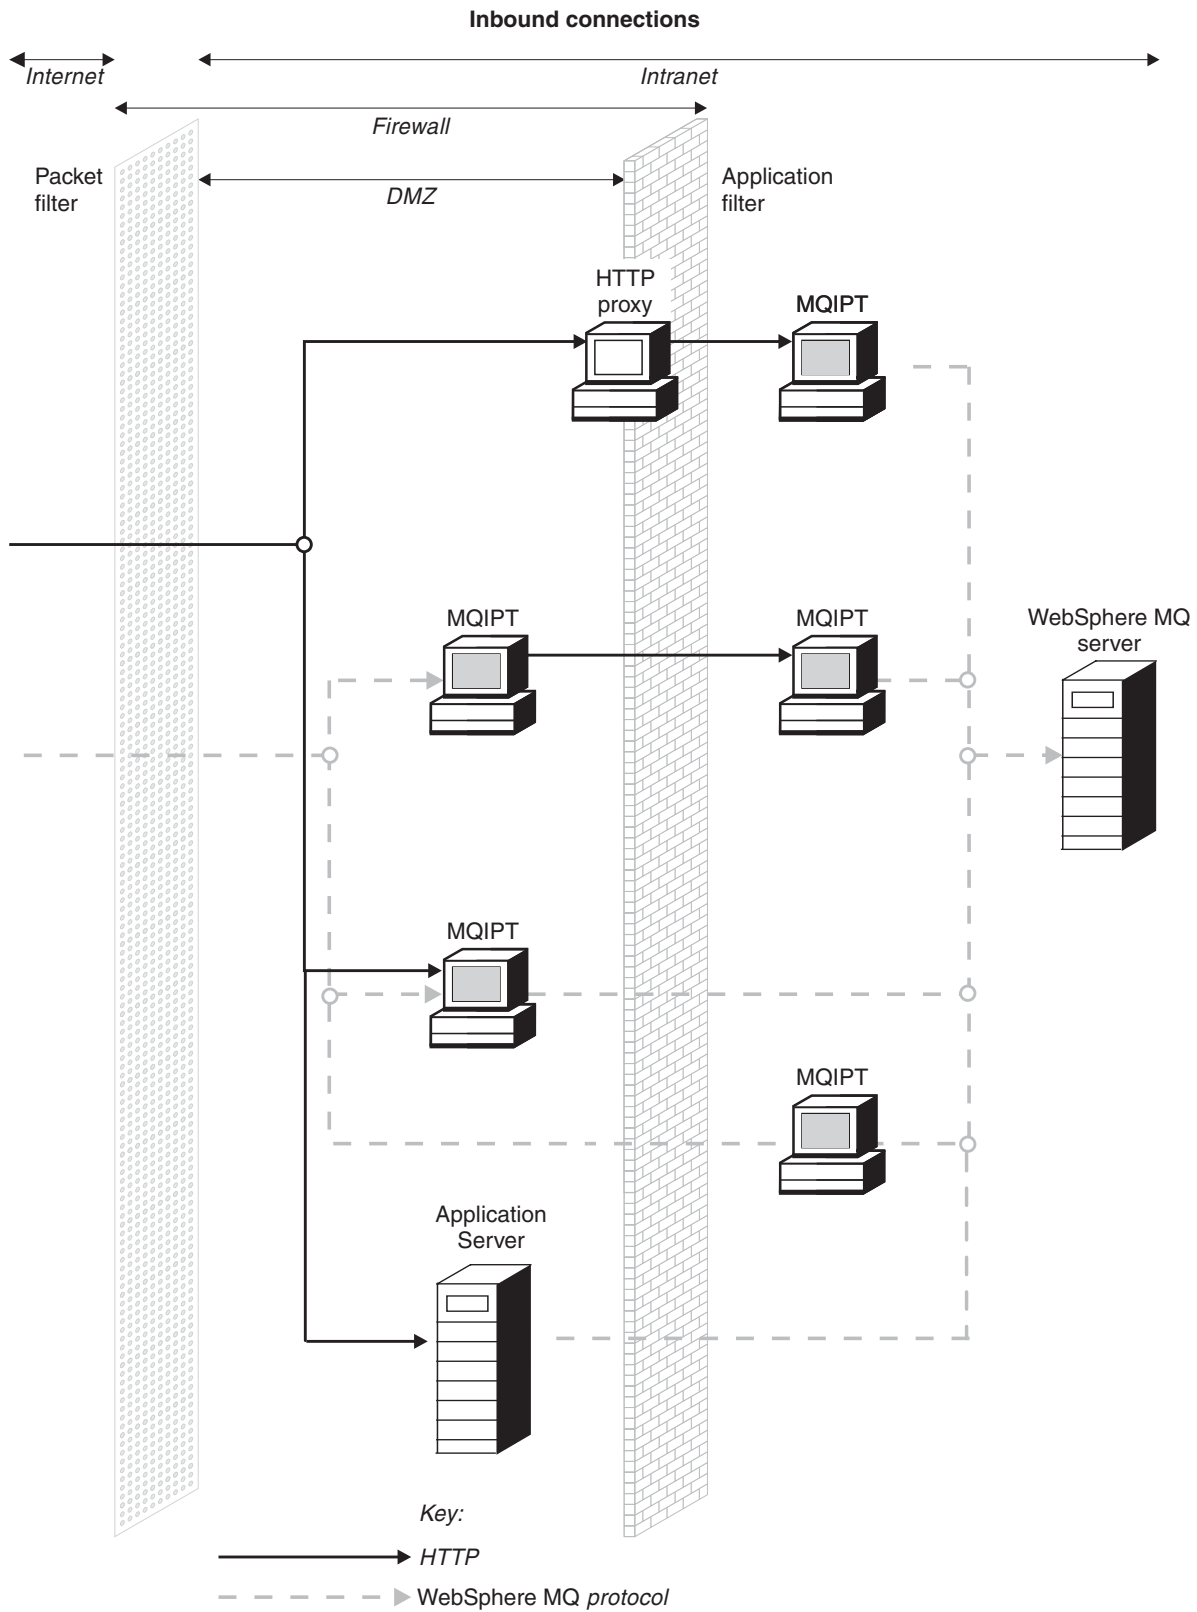 Inbound connections
Internet
Intranet
Firewall
Packet
filter
DMZ
Application
filter
HTTP
proxy
MQIPT
MQIPT
MQIPT
WebSphere MQ
server
MQIPT
MQIPT
Application
Server
Key:
HTTP
WebSphere MQ protocol